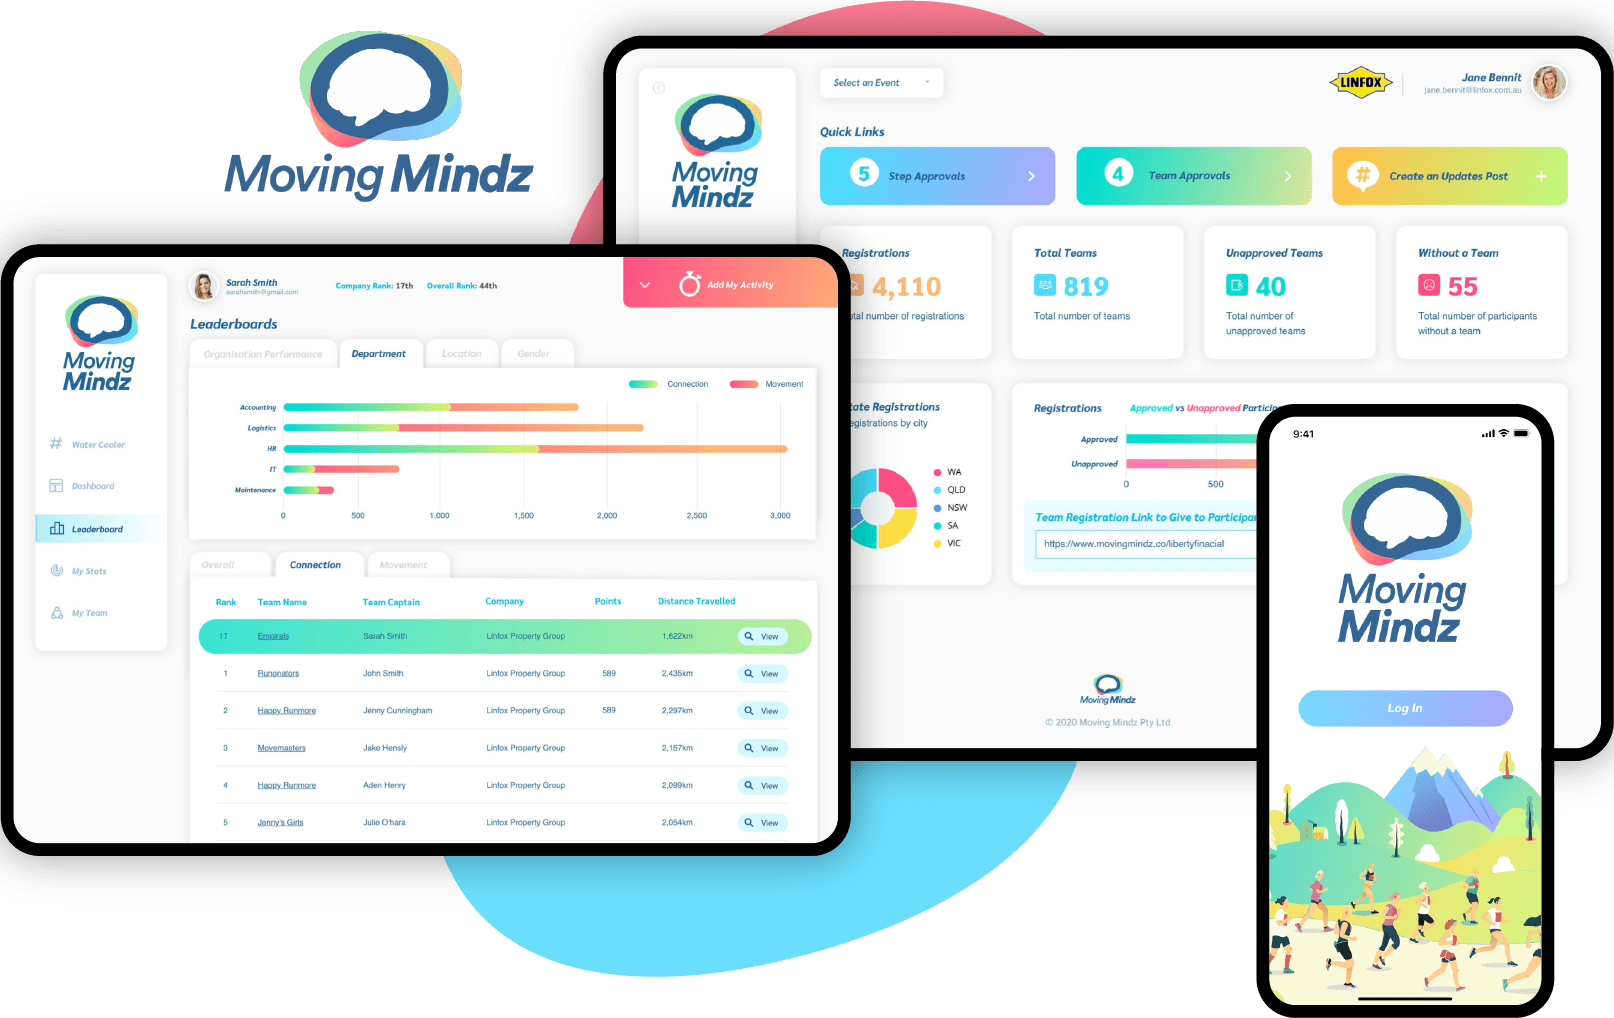 Moving Mindz
Moving
Mindz
Select an Event
LINFOX
Jane Bennit
jane.bennit@linfox.com.au
Quick Links
5 Step Approvals
4 Team Approvals
# Create an Updates Post +
Registrations
4,110
total number of registrations
Total Teams
819
Total number of teams
Unapproved Teams
40
Total number of
unapproved teams
Without a Team
55
Total number of participants
without a team
Registrations
egistrations by city
WA
QLD
NSW
SA
VIC
Registrations
Approved vs Unapproved Particip
Approved
Unapproved
0 500
Team Registration Link to Give to Participan
https://www.movingmindz.co/libertyfinacial
Moving Mindz
© 2020 Moving Mindz Pty Ltd
Moving
Mindz
# Water Cooler
Dashboard
Leaderboard
My Stats
My Team
Sarah Smith
sarahsmith@gmail.com
Company Rank: 17th Overall Rank: 44th
Add My Activity
Leaderboards
Organisation Performance Department Location Gender
Connection Movement
Accounting
Logistics
HR
IT
Maintenance
0 500 1,000 1,500 2,000 2,500 3,000
Overall Connection Movement
Rank Team Name Team Captain Company Points Distance Travelled
17 Empirals Sarah Smith Linfox Property Group 1,622km View
1 Runonators John Smith Linfox Property Group 589 2,435km View
2 Happy Runmore Jenny Cunningham Linfox Property Group 589 2,297km View
3 Movemasters Jake Hensly Linfox Property Group 2,157km View
4 Happy Runmore Aden Henry Linfox Property Group 2,099km View
5 Jenny's Girls Julie O'hara Linfox Property Group 2,054km View
9:41
Moving
Mindz
Log In